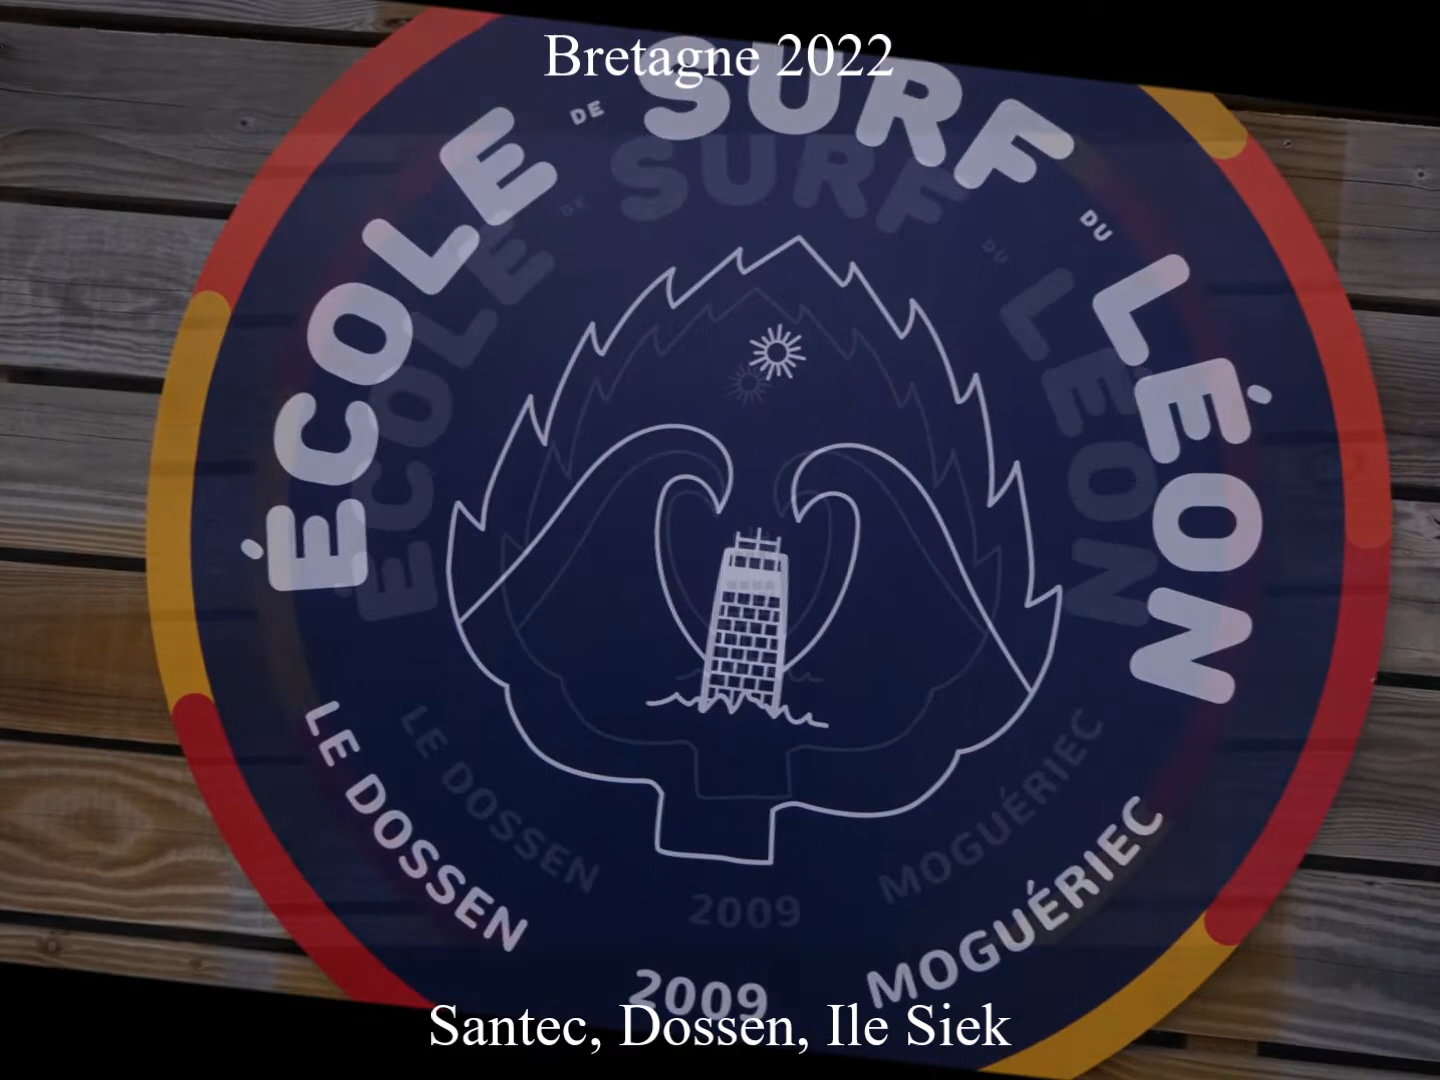 Bretagne 2022
ÉCOLE DE SURF DU LÉON
LE DOSSEN
2009
MOGUÉRIEC
Santec, Dossen, Ile Siek